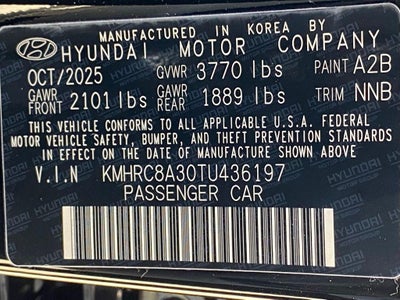 MANUFACTURED IN KOREA BY
HYUNDAI MOTOR COMPANY
OCT/2025 GVWR 3770 lbs PAINT A2B
GAWR FRONT 2101 lbs GAWR REAR 1889 lbs TRIM NNB
THIS VEHICLE CONFORMS TO ALL APPLICABLE U.S.A. FEDERAL
MOTOR VEHICLE SAFETY, BUMPER, AND THEFT PREVENTION STANDARDS
IN EFFECT ON THE DATE OF MANUFACTURE SHOWN ABOVE.
V.I.N KMHRC8A30TU436197
PASSENGER CAR